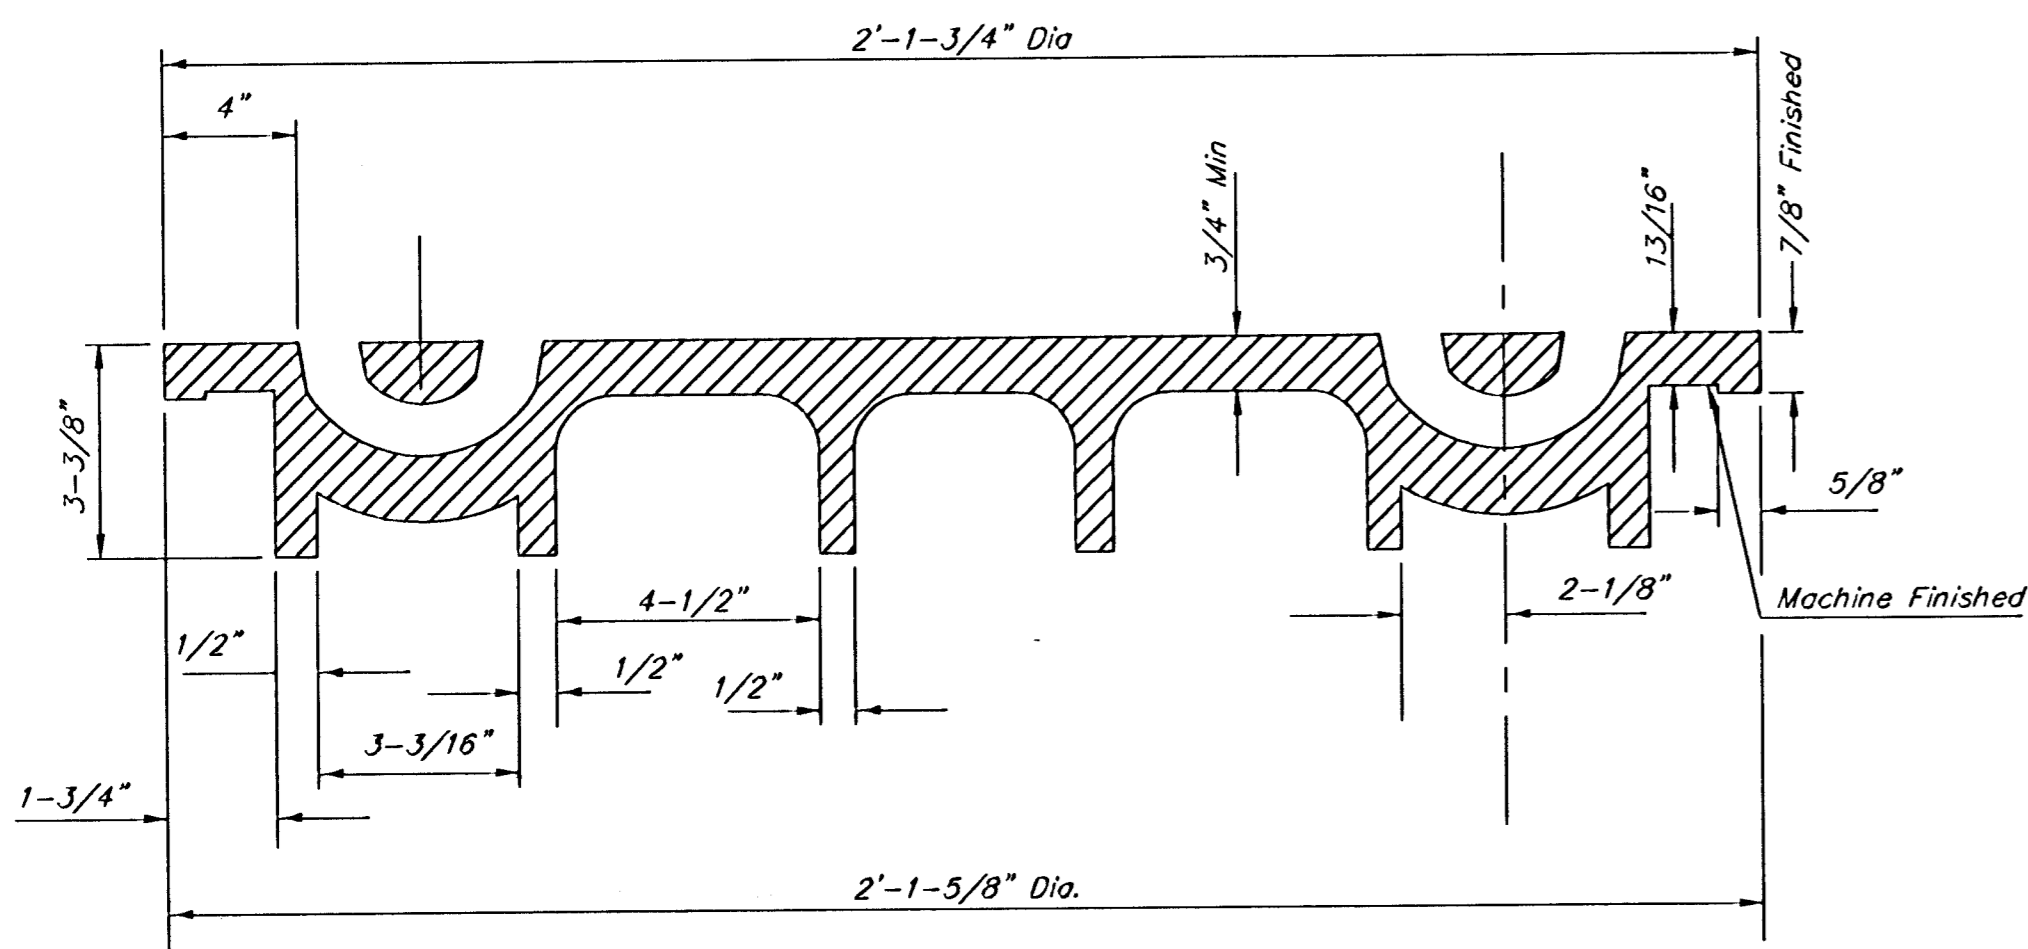 2'-1-3/4" Dia
4"
3/4" Min
13/16"
7/8" Finished
3-3/8"
5/8"
4-1/2"
2-1/8"
Machine Finished
1/2"
1/2"
1/2"
3-3/16"
1-3/4"
2'-1-5/8" Dia.